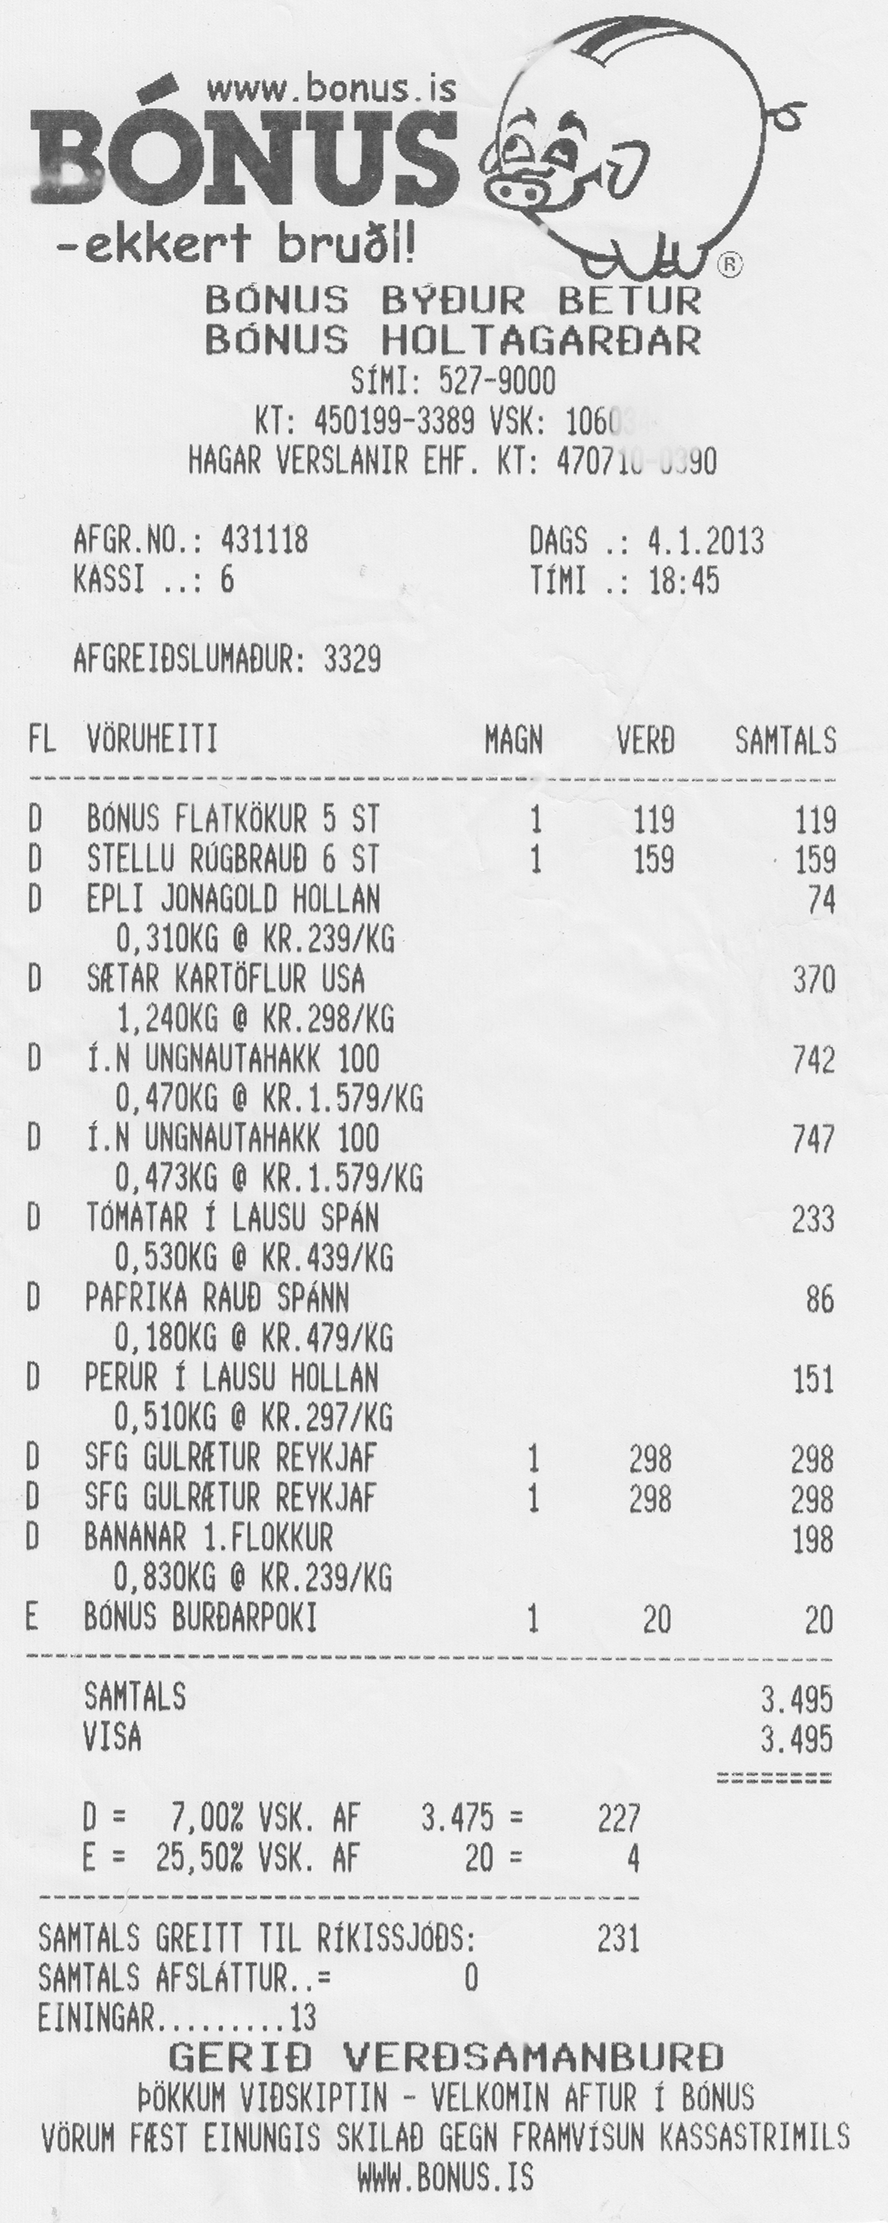 www.bonus.is
BÓNUS
-ekkert bruðl!
®
BÓNUS BÝÐUR BETUR
BÓNUS HOLTAGARÐAR
SÍMI: 527-9000
KT: 450199-3389 VSK:
HAGAR VERSLANIR EHF. KT:
AFGR.NO.: 431118 DAGS .: 4.1.2013
KASSI ..: 6 TÍMI .: 18:45
AFGREIÐSLUMAÐUR: 3329
FL VÖRUHEITI MAGN VERÐ SAMTALS
D BÓNUS FLATKÖKUR 5 ST 1 119 119
D STELLU RÚGBRAUÐ 6 ST 1 159 159
D EPLI JONAGOLD HOLLAN 74
0,310KG @ KR.239/KG
D SÆTAR KARTÖFLUR USA 370
1,240KG @ KR.298/KG
D Í.N UNGNAUTAHAKK 100 742
0,470KG @ KR.1.579/KG
D Í.N UNGNAUTAHAKK 100 747
0,473KG @ KR.1.579/KG
D TÓMATAR Í LAUSU SPÁN 233
0,530KG @ KR.439/KG
D PAPRIKA RAUÐ SPÁNN 86
0,180KG @ KR.479/KG
D PERUR Í LAUSU HOLLAN 151
0,510KG @ KR.297/KG
D SFG GULRÆTUR REYKJAF 1 298 298
D SFG GULRÆTUR REYKJAF 1 298 298
D BANANAR 1.FLOKKUR 198
0,830KG @ KR.239/KG
E BÓNUS BURÐARPOKI 1 20 20
SAMTALS 3.495
VISA 3.495
========
D = 7,00% VSK. AF 3.475 = 227
E = 25,50% VSK. AF 20 = 4
SAMTALS GREITT TIL RÍKISSJÓÐS: 231
SAMTALS AFSLÁTTUR..= 0
EININGAR.........13
GERIÐ VERÐSAMANBURÐ
ÞÖKKUM VIÐSKIPTIN - VELKOMIN AFTUR Í BÓNUS
VÖRUM FÆST EINUNGIS SKILAÐ GEGN FRAMVÍSUN KASSASTRIMILS
WWW.BONUS.IS